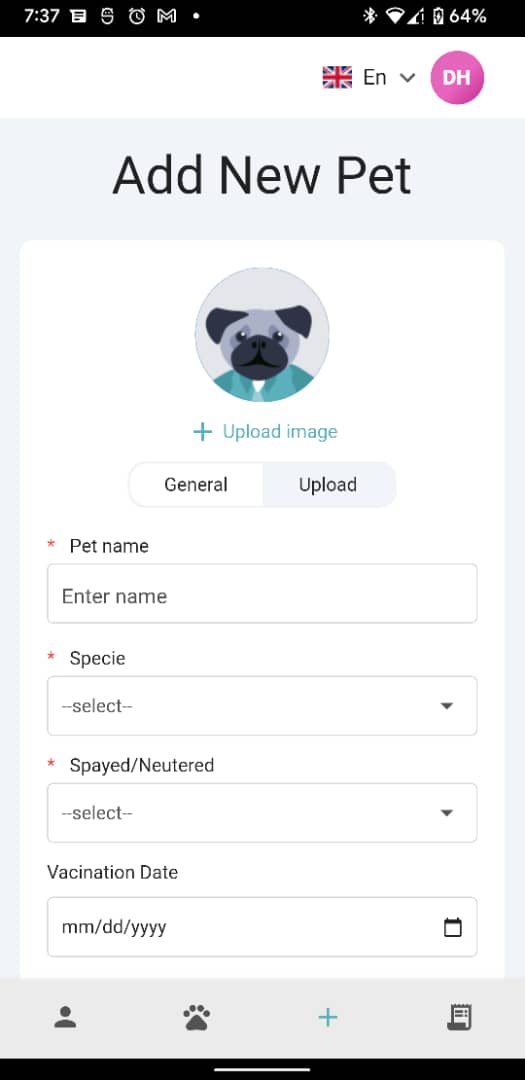 7:37
64%
En
DH
Add New Pet
+ Upload image
General
Upload
* Pet name
Enter name
* Specie
--select--
* Spayed/Neutered
--select--
Vacination Date
mm/dd/yyyy